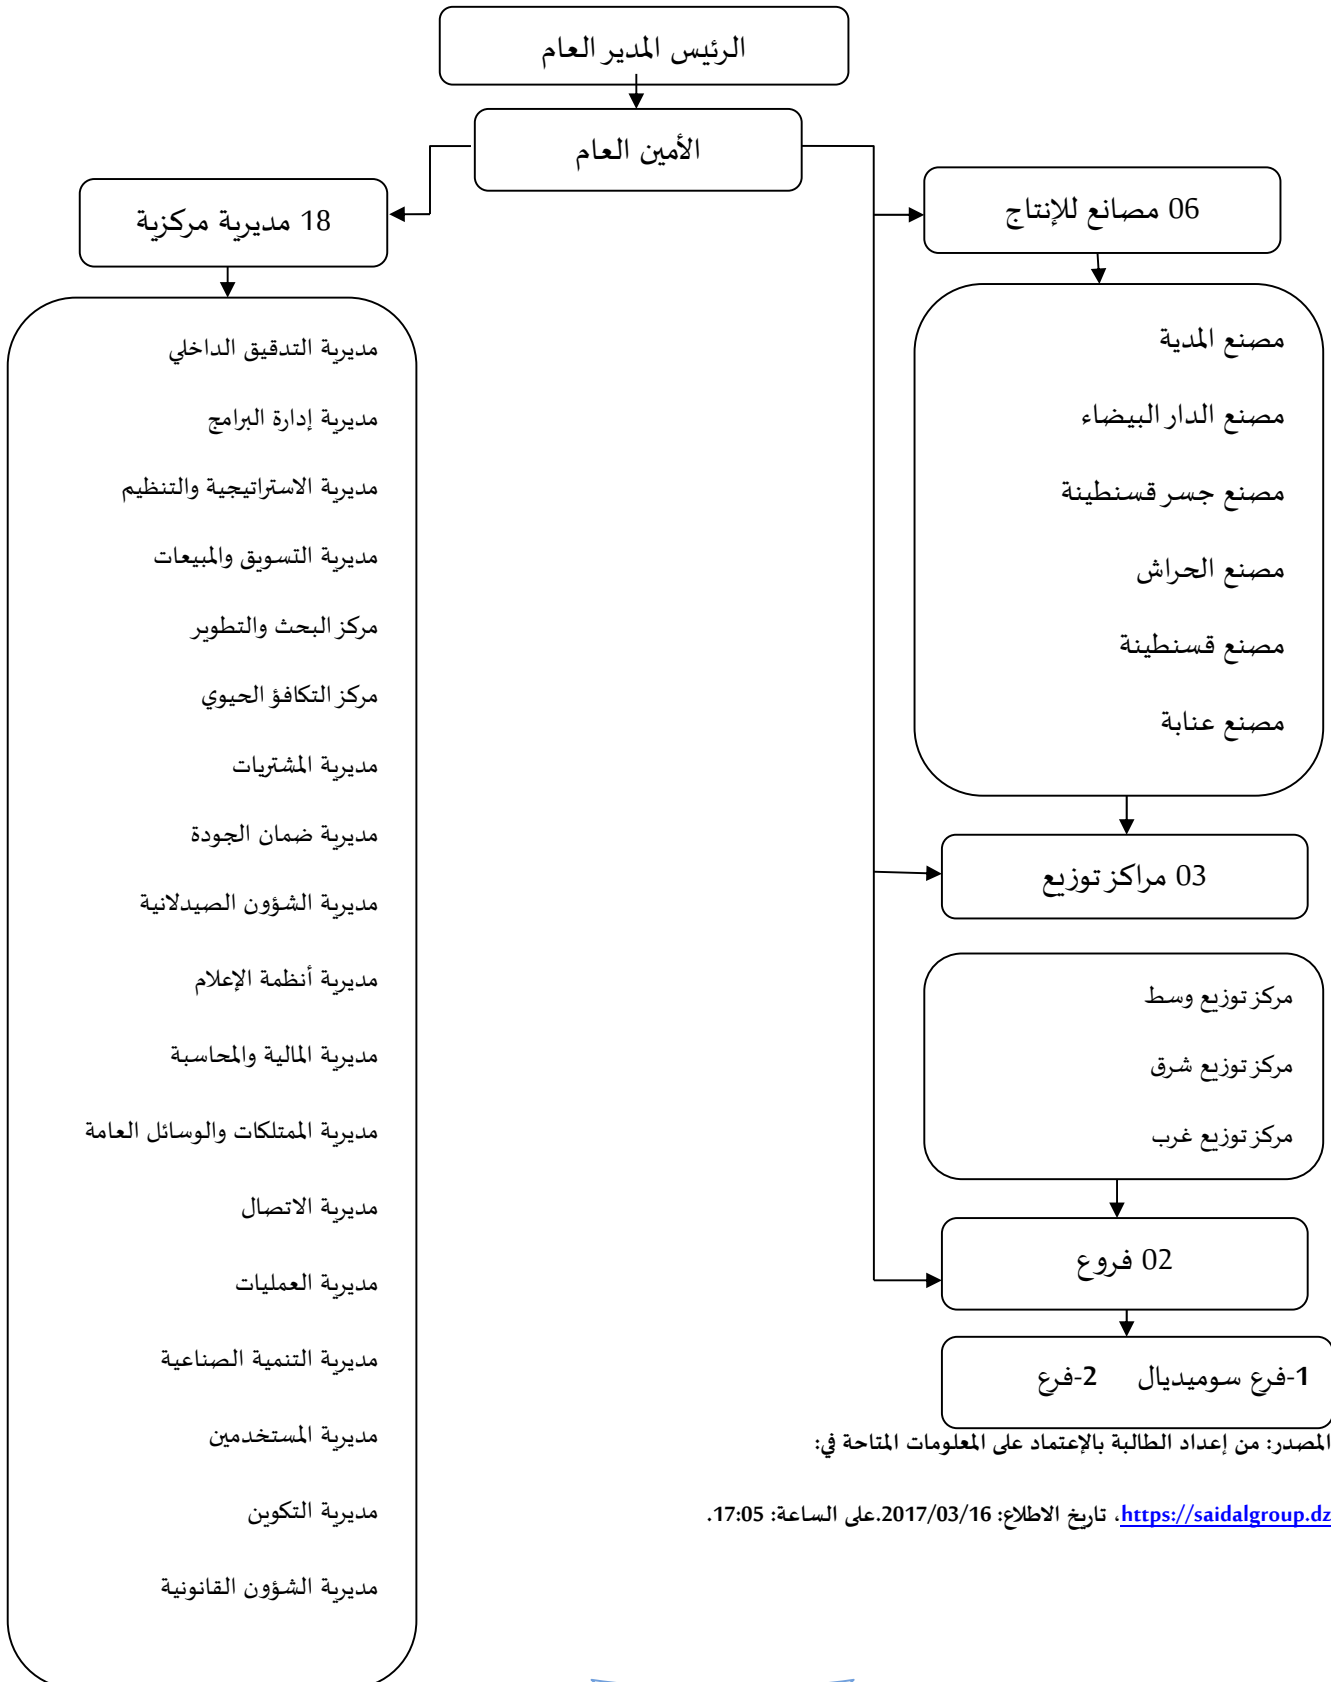 الرئيس المدير العام
الأمين العام
06 مصانع للإنتاج
مصنع المدية
مصنع الدار البيضاء
مصنع جسر قسنطينة
مصنع الحراش
مصنع قسنطينة
مصنع عنابة
03 مراكز توزيع
مركز توزيع وسط
مركز توزيع شرق
مركز توزيع غرب
02 فروع
1-فرع سوميديال 2-فرع
18 مديرية مركزية
مديرية التدقيق الداخلي
مديرية إدارة البرامج
مديرية الاستراتيجية والتنظيم
مديرية التسويق والمبيعات
مركز البحث والتطوير
مركز التكافؤ الحيوي
مديرية المشتريات
مديرية ضمان الجودة
مديرية الشؤون الصيدلانية
مديرية أنظمة الإعلام
مديرية المالية والمحاسبة
مديرية الممتلكات والوسائل العامة
مديرية الاتصال
مديرية العمليات
مديرية التنمية الصناعية
مديرية المستخدمين
مديرية التكوين
مديرية الشؤون القانونية
المصدر: من إعداد الطالبة بالإعتماد على المعلومات المتاحة في:
https://saidalgroup.dz، تاريخ الاطلاع: 2017/03/16.على الساعة: 17:05.